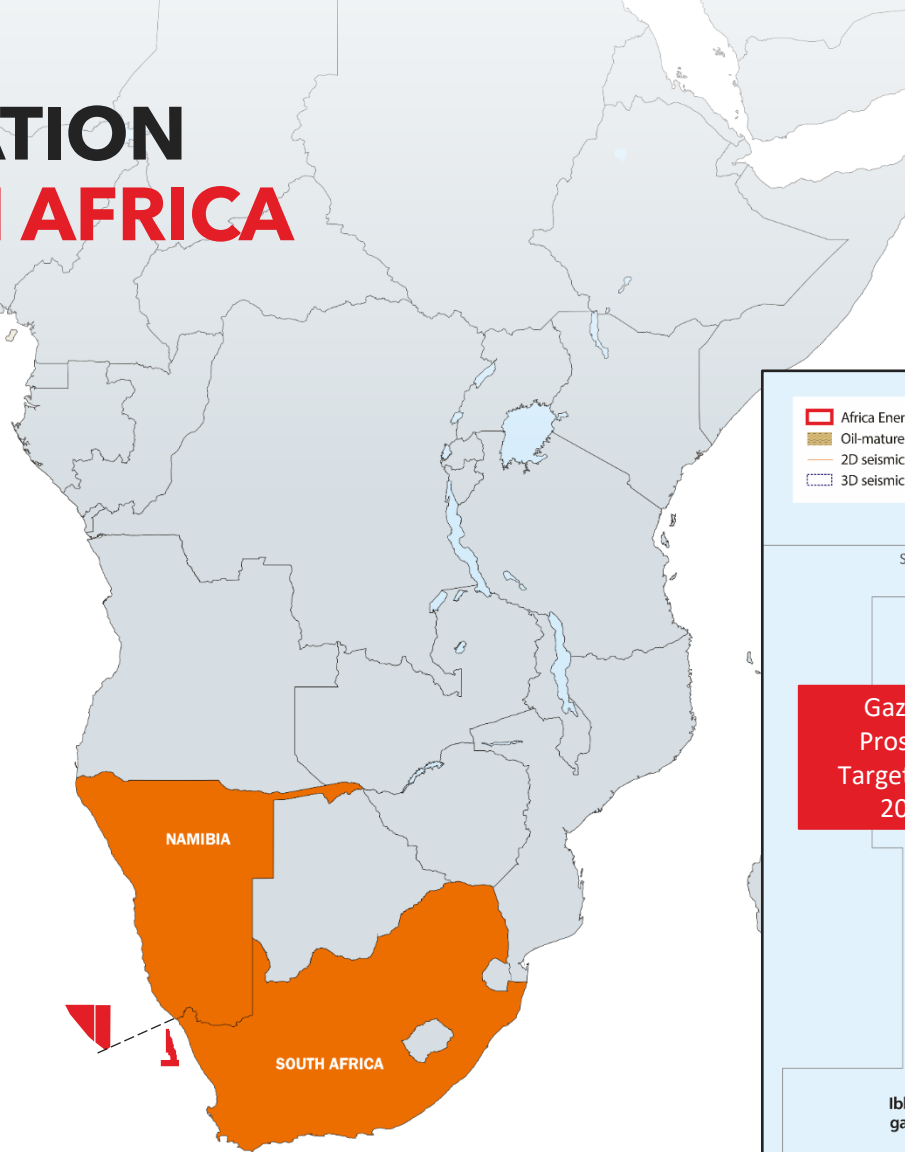 ATION
AFRICA
Africa Ener
Oil-mature
2D seismic
3D seismic
S
Gaz
Pros
Target
20
NAMIBIA
SOUTH AFRICA
Ibl
ga